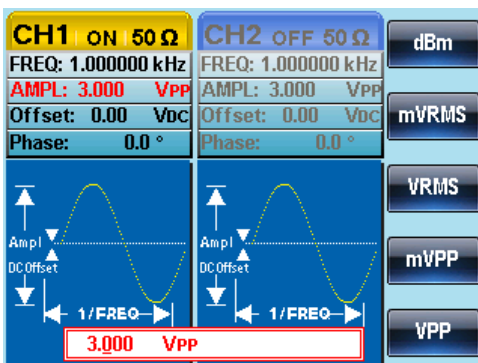 CH1 ON 50 Ω
FREQ: 1.000000 kHz
AMPL: 3.000 VPP
Offset: 0.00 VDC
Phase: 0.0 °
CH2 OFF 50 Ω
FREQ: 1.000000 kHz
AMPL: 3.000 VPP
Offset: 0.00 VDC
Phase: 0.0 °
Ampl
DC Offset
1/FREQ
Ampl
DC Offset
1/FREQ
3.000 VPP
dBm
mVRMS
VRMS
mVPP
VPP